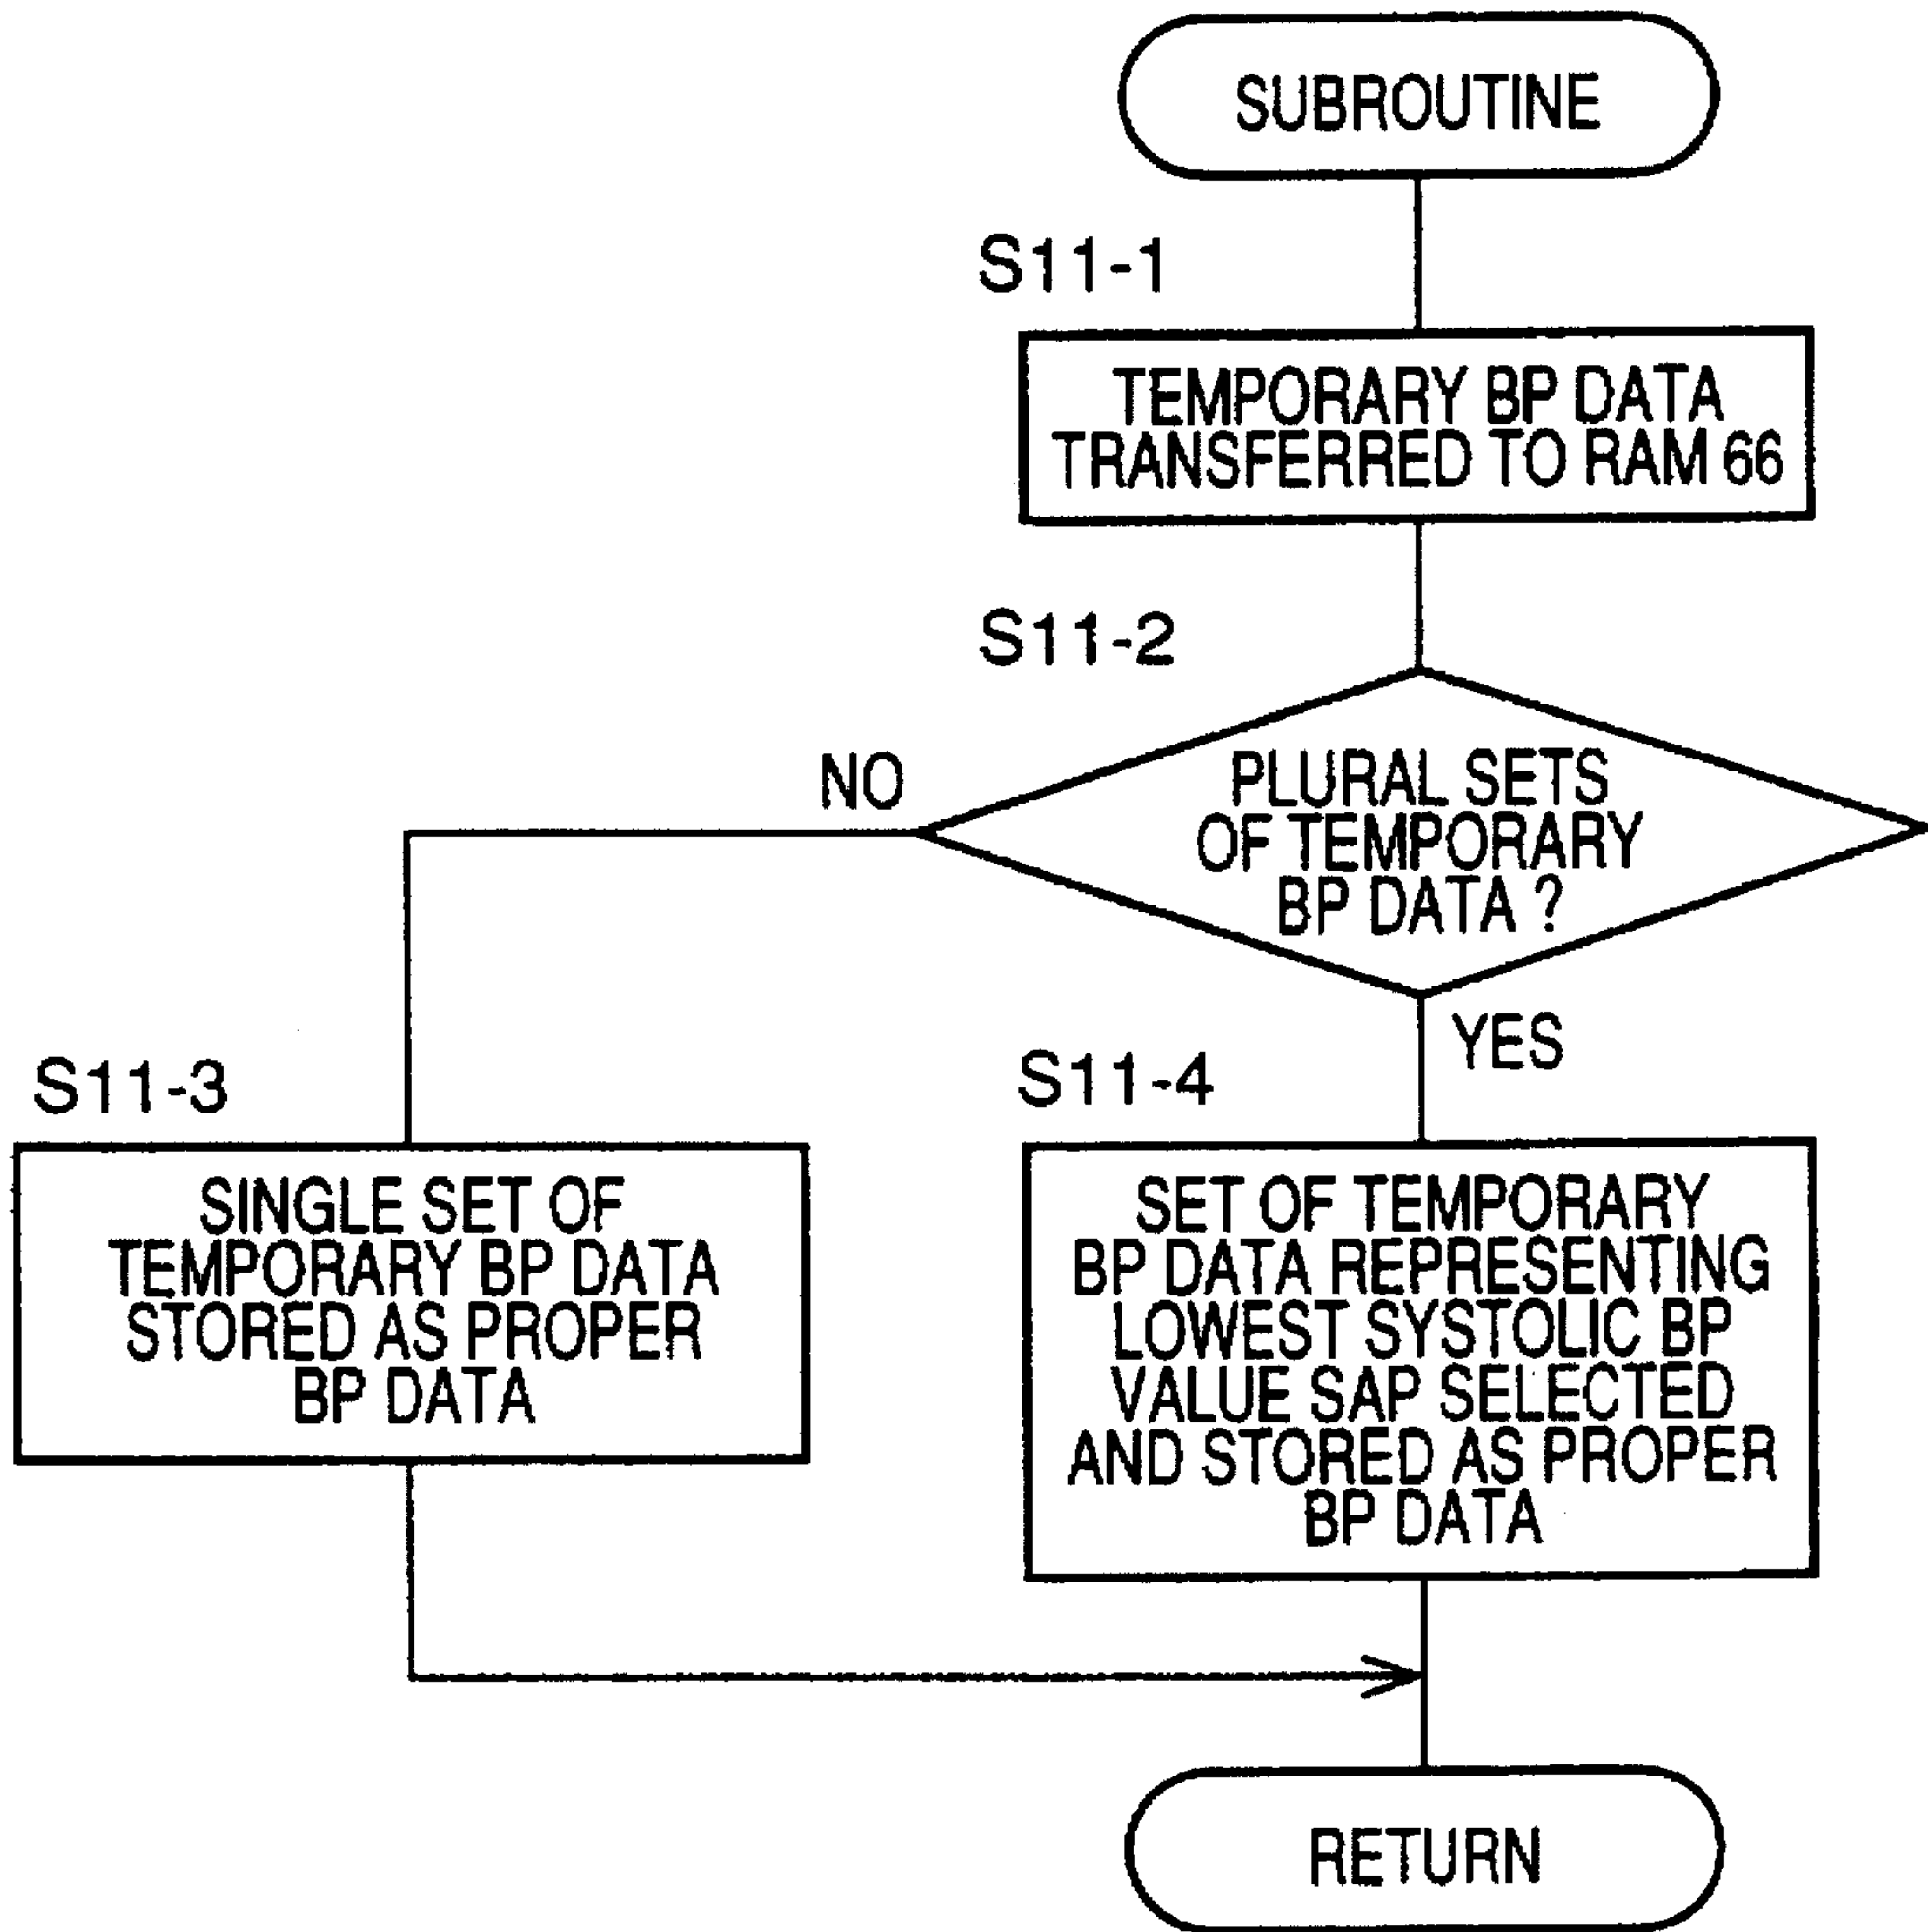 SUBROUTINE
S11-1
TEMPORARY BP DATA
TRANSFERRED TO RAM 66
S11-2
NO
PLURAL SETS
OF TEMPORARY
BP DATA ?
YES
S11-3
SINGLE SET OF
TEMPORARY BP DATA
STORED AS PROPER
BP DATA
S11-4
SET OF TEMPORARY
BP DATA REPRESENTING
LOWEST SYSTOLIC BP
VALUE SAP SELECTED
AND STORED AS PROPER
BP DATA
RETURN